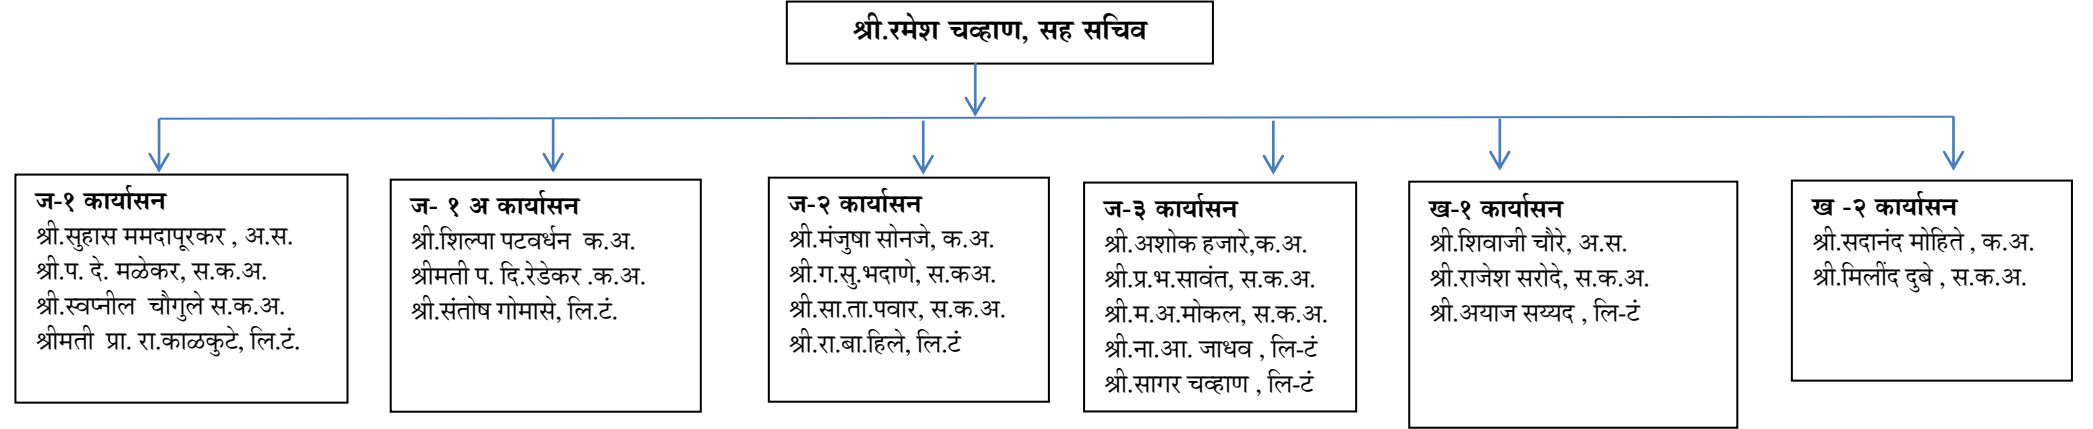 श्री.रमेश चव्हाण, सह सचिव
ज-१ कार्यासन
श्री.सुहास ममदापूरकर , अ.स.
श्री.प. दे. मळेकर, स.क.अ.
श्री.स्वप्नील चौगुले स.क.अ.
श्रीमती प्रा. रा.काळकुटे, लि.टं.
ज- १ अ कार्यासन
श्री.शिल्पा पटवर्धन क.अ.
श्रीमती प. दि.रेडेकर .क.अ.
श्री.संतोष गोमासे, लि.टं.
ज-२ कार्यासन
श्री.मंजुषा सोनजे, क.अ.
श्री.ग.सु.भदाणे, स.कअ.
श्री.सा.ता.पवार, स.क.अ.
श्री.रा.बा.हिले, लि.टं
ज-३ कार्यासन
श्री.अशोक हजारे,क.अ.
श्री.प्र.भ.सावंत, स.क.अ.
श्री.म.अ.मोकल, स.क.अ.
श्री.ना.आ. जाधव , लि-टं
श्री.सागर चव्हाण , लि-टं
ख-१ कार्यासन
श्री.शिवाजी चौरे, अ.स.
श्री.राजेश सरोदे, स.क.अ.
श्री.अयाज सय्यद , लि-टं
ख -२ कार्यासन
श्री.सदानंद मोहिते , क.अ.
श्री.मिलींद दुबे , स.क.अ.